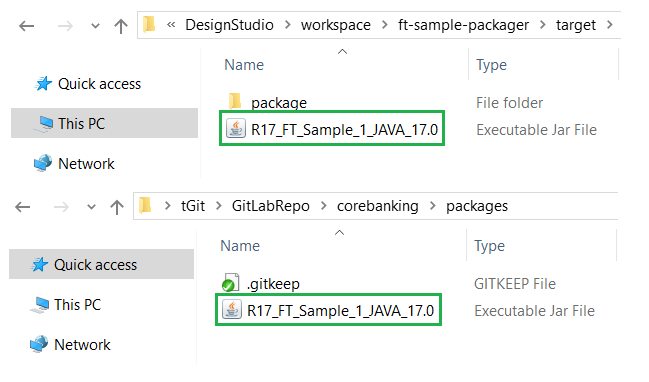 « DesignStudio > workspace > ft-sample-packager > target >
Name Type
Quick access
package File folder
This PC
R17_FT_Sample_1_JAVA_17.0 Executable Jar File
Network
> tGit > GitLabRepo > corebanking > packages
Name Type
Quick access
.gitkeep GITKEEP File
This PC
R17_FT_Sample_1_JAVA_17.0 Executable Jar File
Network